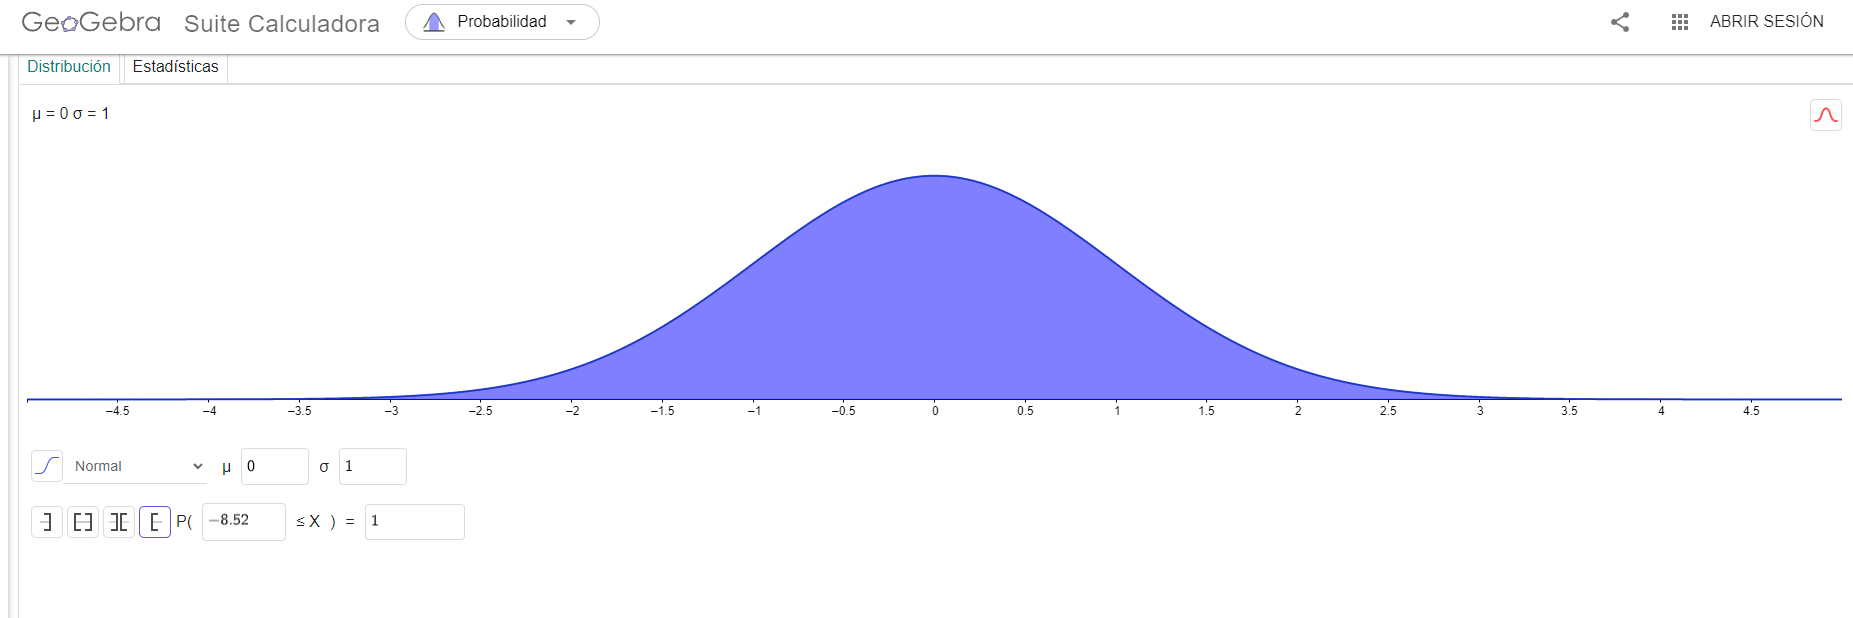 GeoGebra Suite Calculadora Probabilidad ABRIR SESIÓN
Distribución Estadísticas
μ = 0 σ = 1
−4.5 −4 −3.5 −3 −2.5 −2 −1.5 −1 −0.5 0 0.5 1 1.5 2 2.5 3 3.5 4 4.5
Normal μ 0 σ 1
P( −8.52 ≤ X ) = 1